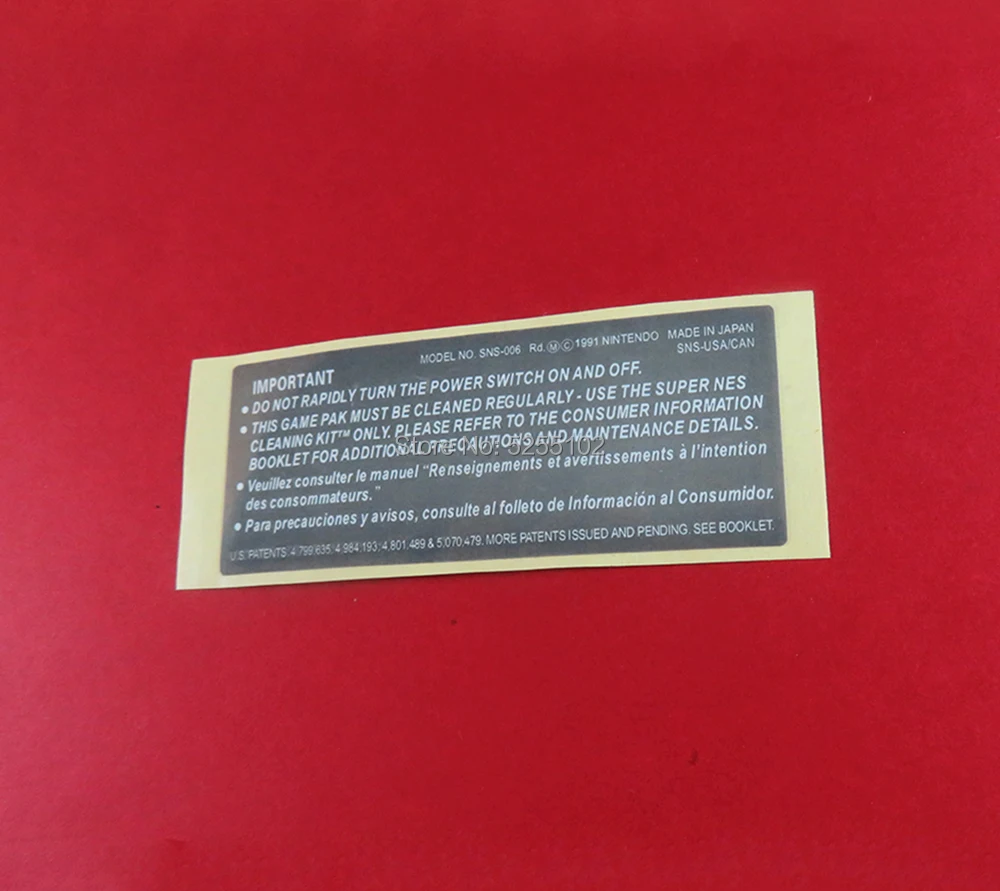 MODEL NO. SNS-006 Rd. Ⓜ Ⓒ 1991 NINTENDO MADE IN JAPAN
IMPORTANT SNS-USA/CAN
• DO NOT RAPIDLY TURN THE POWER SWITCH ON AND OFF.
• THIS GAME PAK MUST BE CLEANED REGULARLY - USE THE SUPER NES
CLEANING KIT™ ONLY. PLEASE REFER TO THE CONSUMER INFORMATION
BOOKLET FOR ADDITIONAL PRECAUTIONS AND MAINTENANCE DETAILS.
Store No: 5255102
• Veuillez consulter le manuel “Renseignements et avertissements à l’intention
des consommateurs.”
• Para precauciones y avisos, consulte al folleto de Información al Consumidor.
U.S. PATENTS: 4,799,635; 4,984,193; 4,801,489 & 5,070,479. MORE PATENTS ISSUED AND PENDING. SEE BOOKLET.